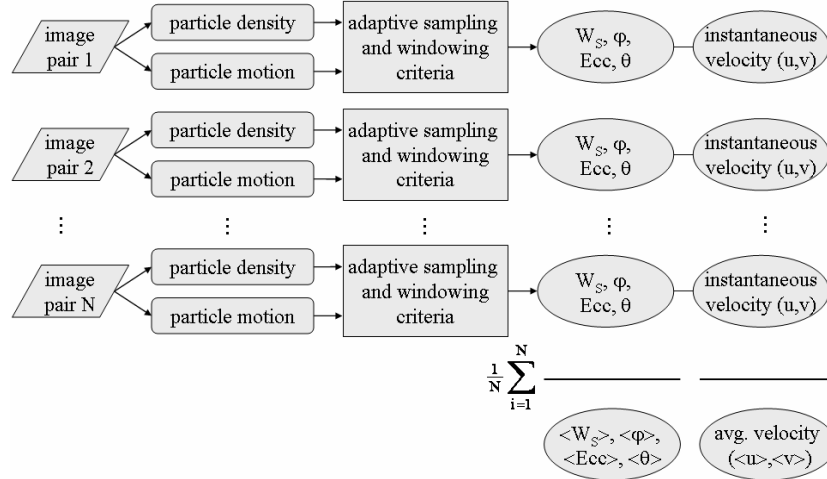 image
pair 1
particle density
particle motion
adaptive sampling
and windowing
criteria
W_S, φ,
Ecc, θ
instantaneous
velocity (u,v)
image
pair 2
particle density
particle motion
adaptive sampling
and windowing
criteria
W_S, φ,
Ecc, θ
instantaneous
velocity (u,v)
⋮ ⋮ ⋮ ⋮ ⋮
image
pair N
particle density
particle motion
adaptive sampling
and windowing
criteria
W_S, φ,
Ecc, θ
instantaneous
velocity (u,v)
1/N ∑ i=1 N
<W_S>, <φ>,
<Ecc>, <θ>
avg. velocity
(<u>,<v>)